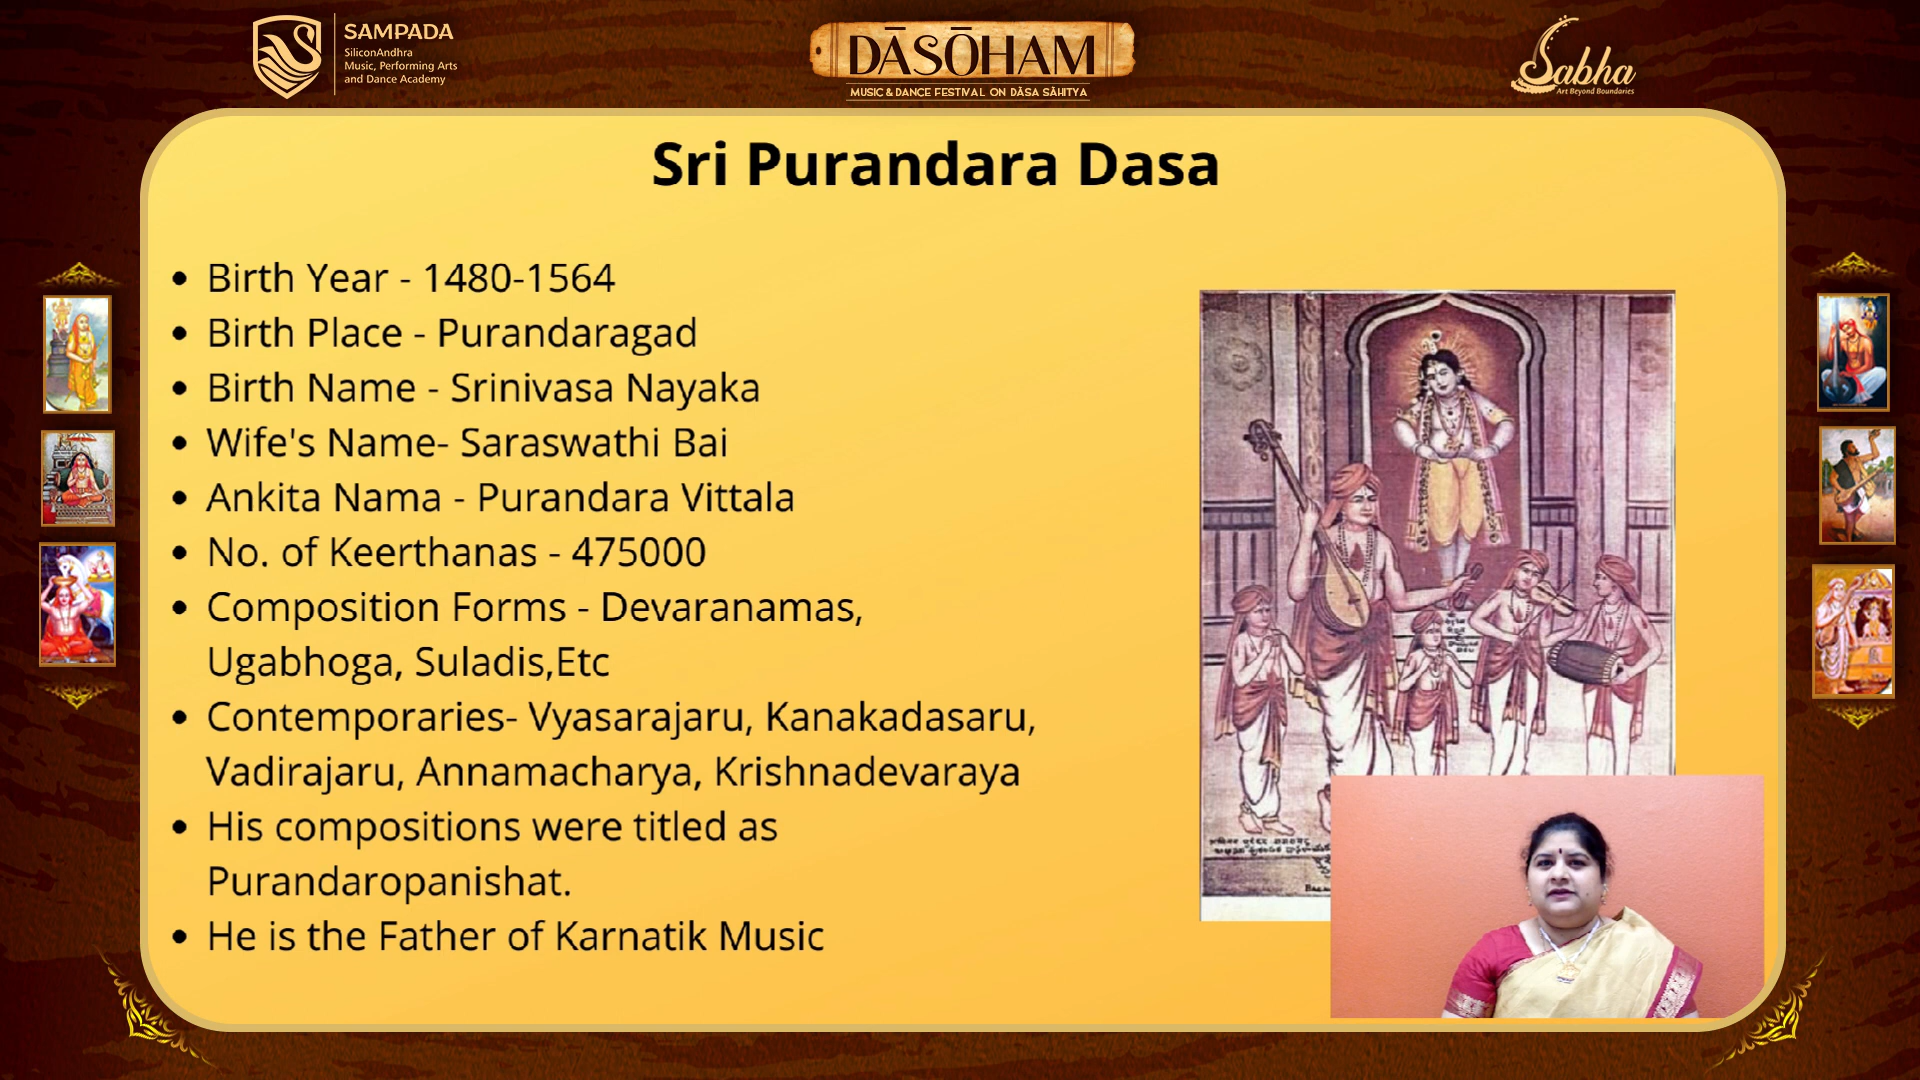 SAMPADA
SiliconAndhra
Music, Performing Arts
and Dance Academy
DĀSŌHAM
MUSIC & DANCE FESTIVAL ON DĀSA SĀHITYA
Sabha
Art Beyond Boundaries
Sri Purandara Dasa
• Birth Year - 1480-1564
• Birth Place - Purandaragad
• Birth Name - Srinivasa Nayaka
• Wife's Name- Saraswathi Bai
• Ankita Nama - Purandara Vittala
• No. of Keerthanas - 475000
• Composition Forms - Devaranamas,
Ugabhoga, Suladis,Etc
• Contemporaries- Vyasarajaru, Kanakadasaru,
Vadirajaru, Annamacharya, Krishnadevaraya
• His compositions were titled as
Purandaropanishat.
• He is the Father of Karnatik Music